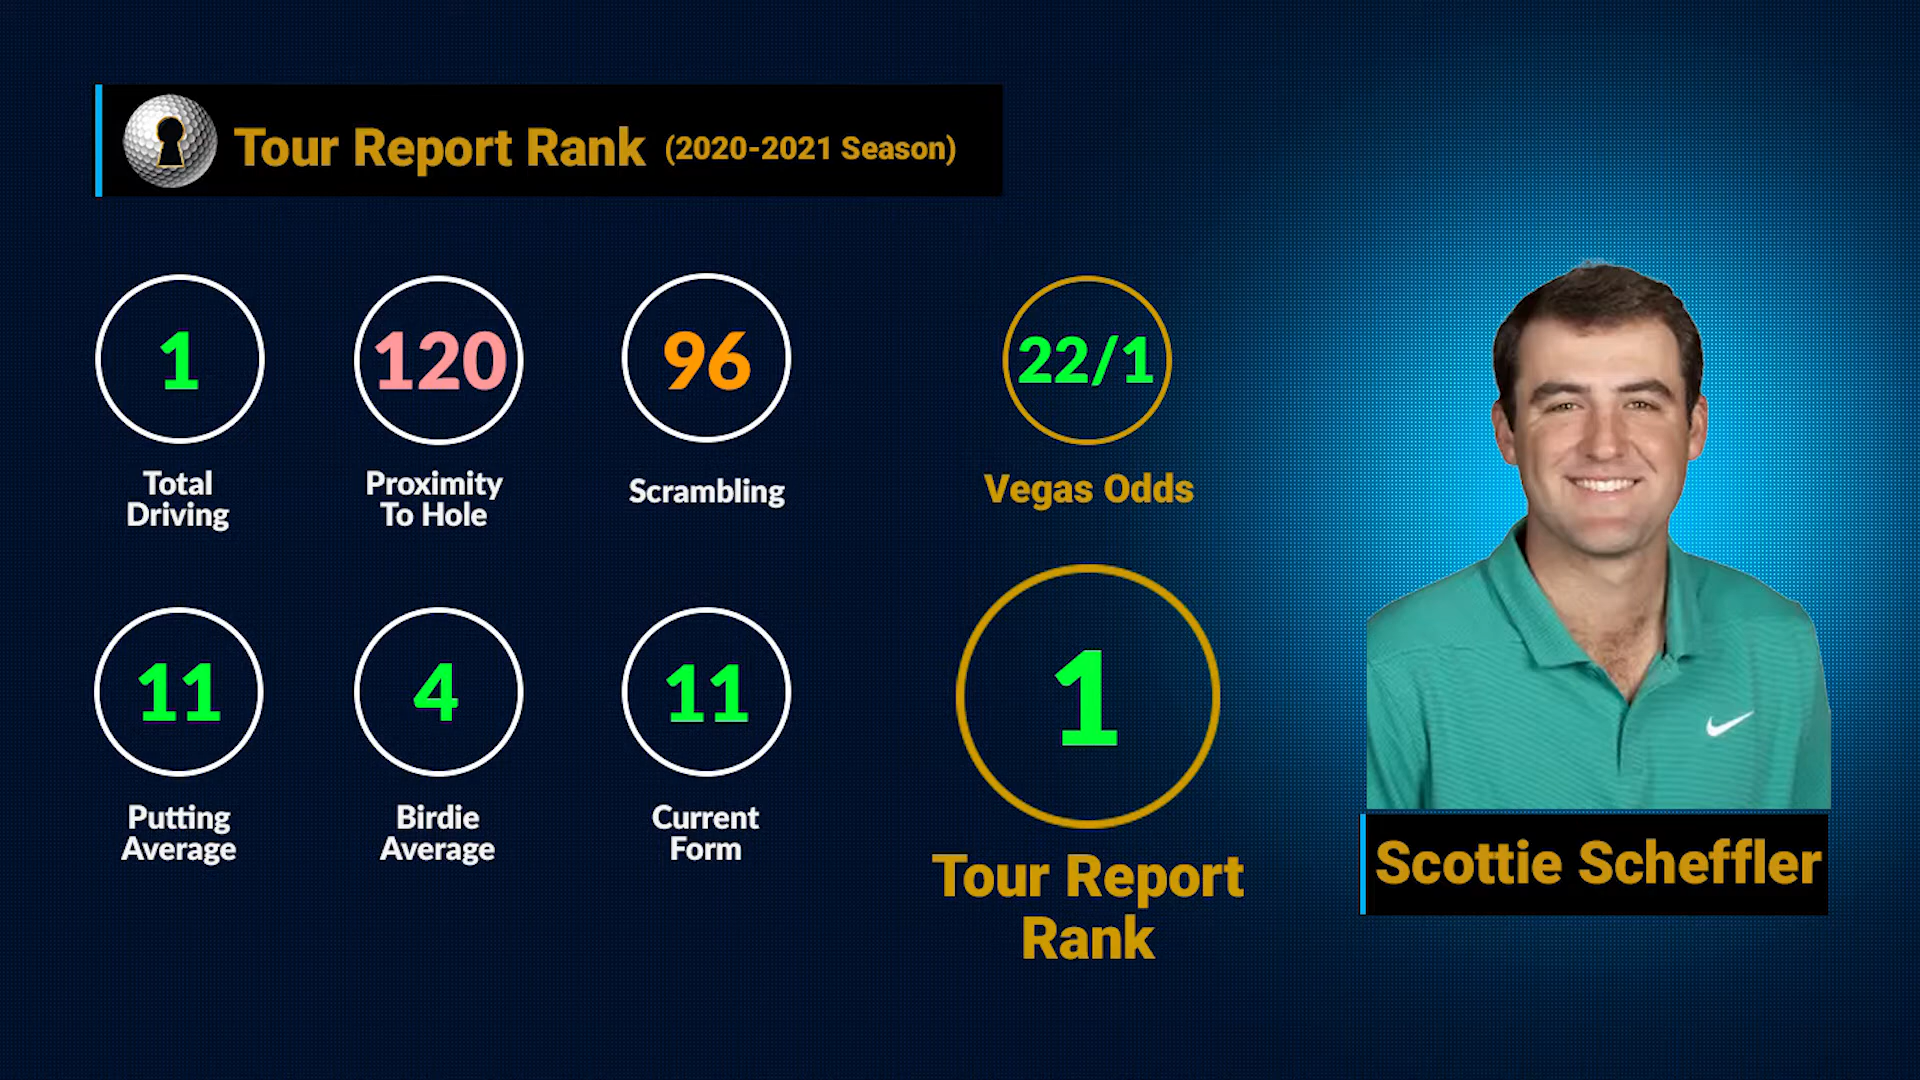 Tour Report Rank (2020-2021 Season)
1
Total
Driving
120
Proximity
To Hole
96
Scrambling
22/1
Vegas Odds
11
Putting
Average
4
Birdie
Average
11
Current
Form
1
Tour Report
Rank
Scottie Scheffler